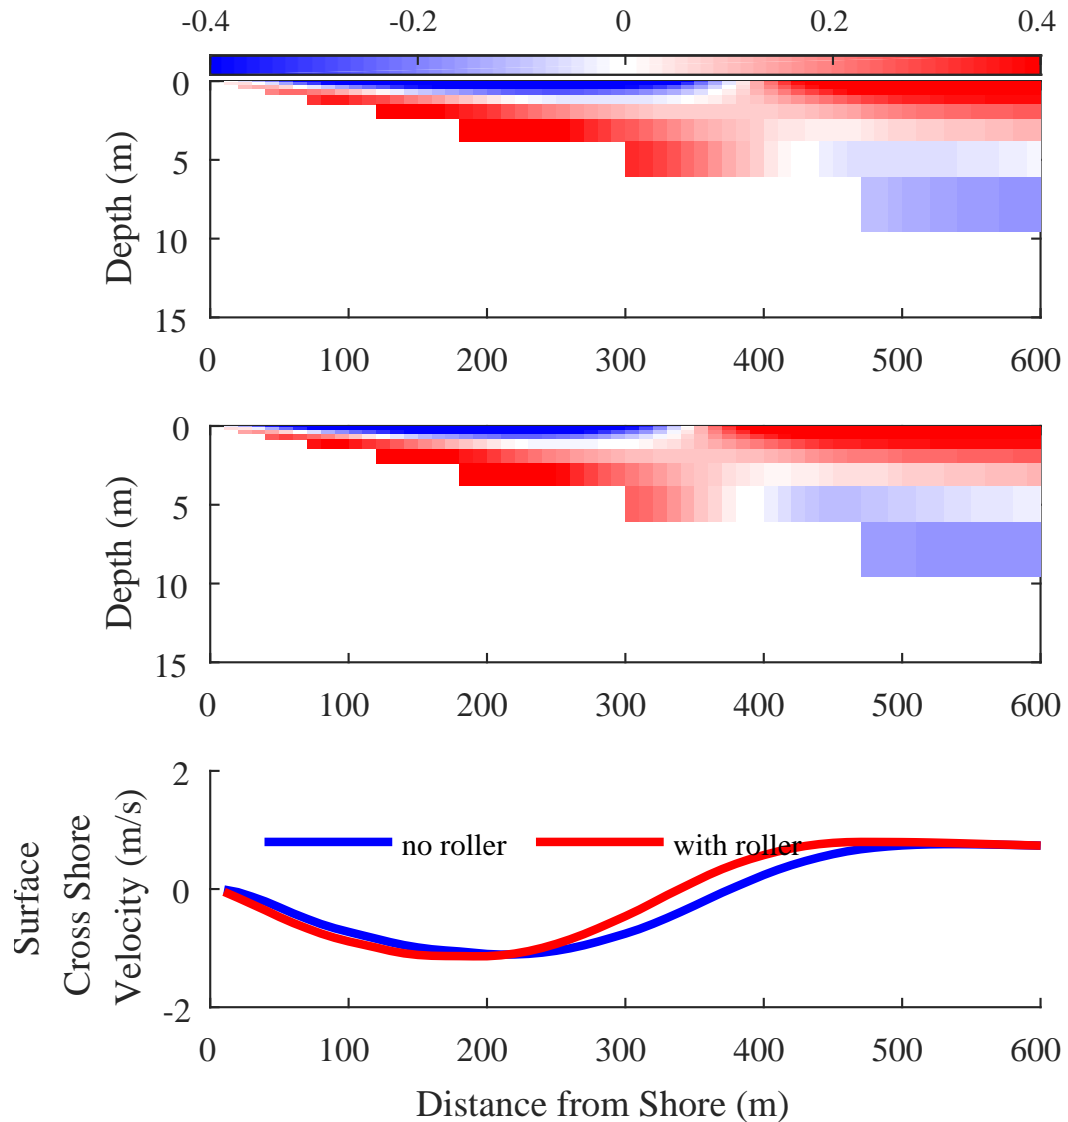 -0.4 -0.2 0 0.2 0.4
0
5
10
15
Depth (m)
0 100 200 300 400 500 600
0
5
10
15
Depth (m)
0 100 200 300 400 500 600
2
0
-2
Surface
Cross Shore
Velocity (m/s)
no roller with roller
0 100 200 300 400 500 600
Distance from Shore (m)